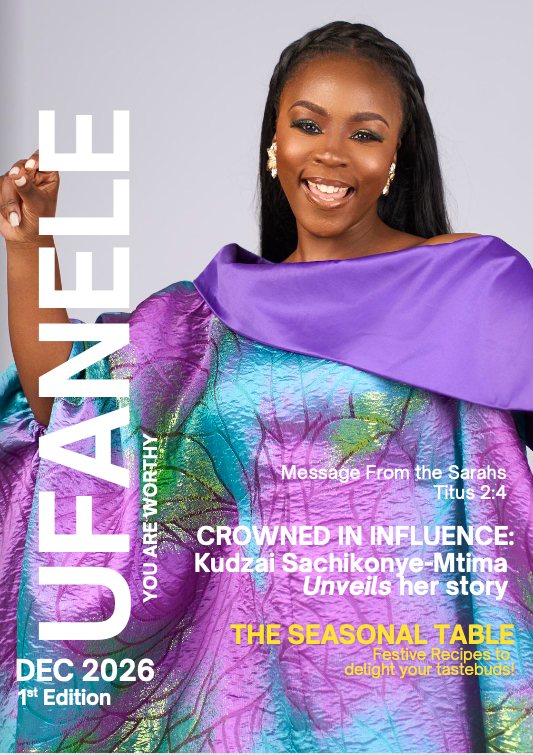 UFANELE
YOU ARE WORTHY
Message From the Sarahs
Titus 2:4
CROWNED IN INFLUENCE:
Kudzai Sachikonye-Mtima
Unveils her story
THE SEASONAL TABLE
Festive Recipes to
delight your tastebuds!
DEC 2026
1st Edition